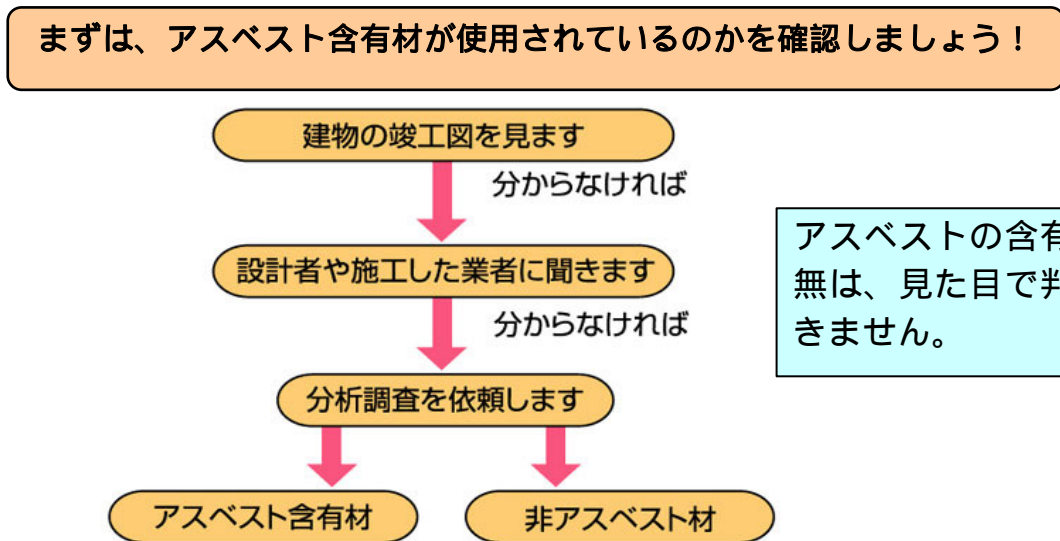 まずは、アスベスト含有材が使用されているのかを確認しましょう！
建物の竣工図を見ます
分からなければ
設計者や施工した業者に聞きます
分からなければ
アスベストの含有
無は、見た目で判
きません。
分析調査を依頼します
アスベスト含有材
非アスベスト材